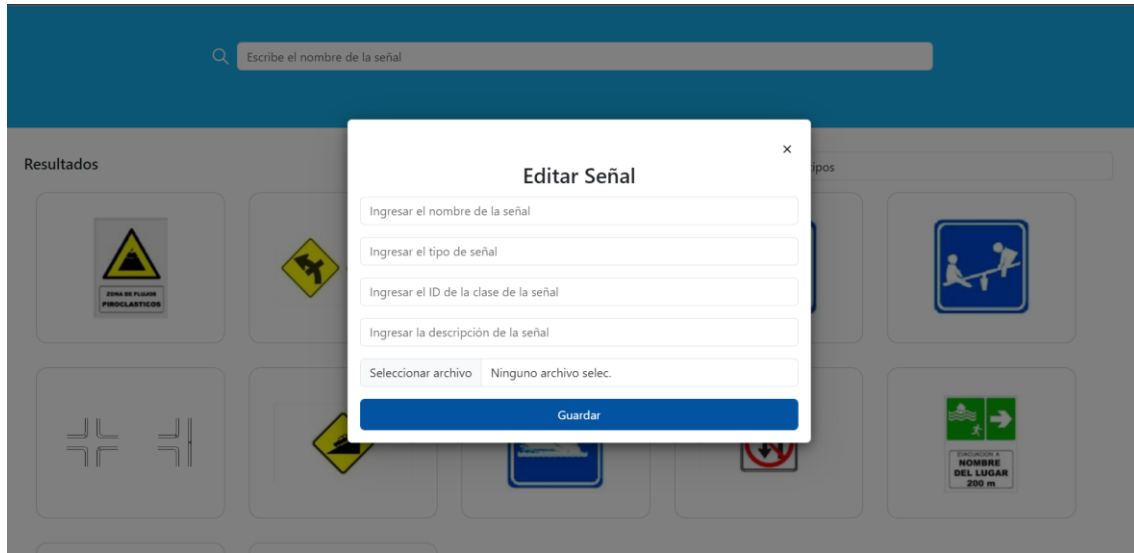 Escribe el nombre de la señal
Resultados
tipos
×
Editar Señal
Ingresar el nombre de la señal
Ingresar el tipo de señal
Ingresar el ID de la clase de la señal
Ingresar la descripción de la señal
Seleccionar archivo Ninguno archivo selec.
Guardar
ZONA DE FLUJOS
PIROCLASTICOS
EVACUACION A
NOMBRE
DEL LUGAR
200 m